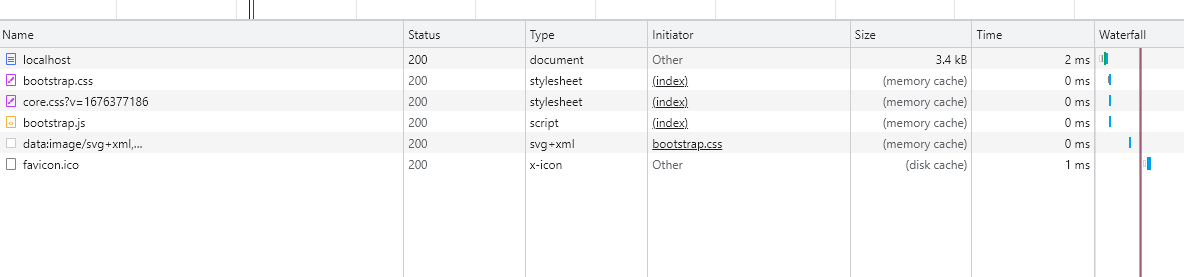 Name Status Type Initiator Size Time Waterfall
localhost 200 document Other 3.4 kB 2 ms
bootstrap.css 200 stylesheet (index) (memory cache) 0 ms
core.css?v=1676377186 200 stylesheet (index) (memory cache) 0 ms
bootstrap.js 200 script (index) (memory cache) 0 ms
data:image/svg+xml,... 200 svg+xml bootstrap.css (memory cache) 0 ms
favicon.ico 200 x-icon Other (disk cache) 1 ms